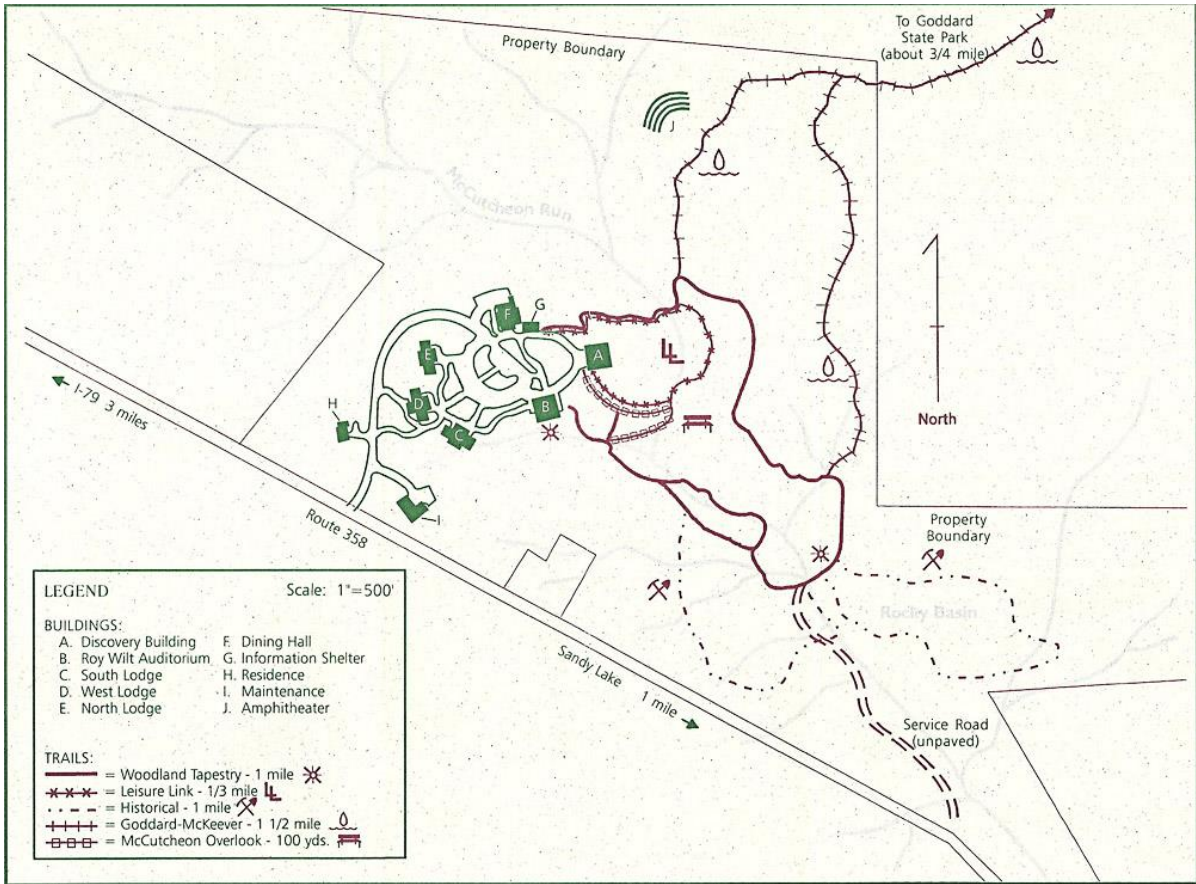 To Goddard
State Park
(about 3/4 mile)
Property Boundary
J
McCutcheon Run
G
F
A
E
LL
D
B
H
C
North
I-79 3 miles
I
Route 358
Property
Boundary
Rocky Basin
Sandy Lake 1 mile
Service Road
(unpaved)
LEGEND Scale: 1"=500'
BUILDINGS:
A. Discovery Building F. Dining Hall
B. Roy Wilt Auditorium G. Information Shelter
C. South Lodge H. Residence
D. West Lodge I. Maintenance
E. North Lodge J. Amphitheater
TRAILS:
= Woodland Tapestry - 1 mile
= Leisure Link - 1/3 mile LL
= Historical - 1 mile
= Goddard-McKeever - 1 1/2 mile
= McCutcheon Overlook - 100 yds.